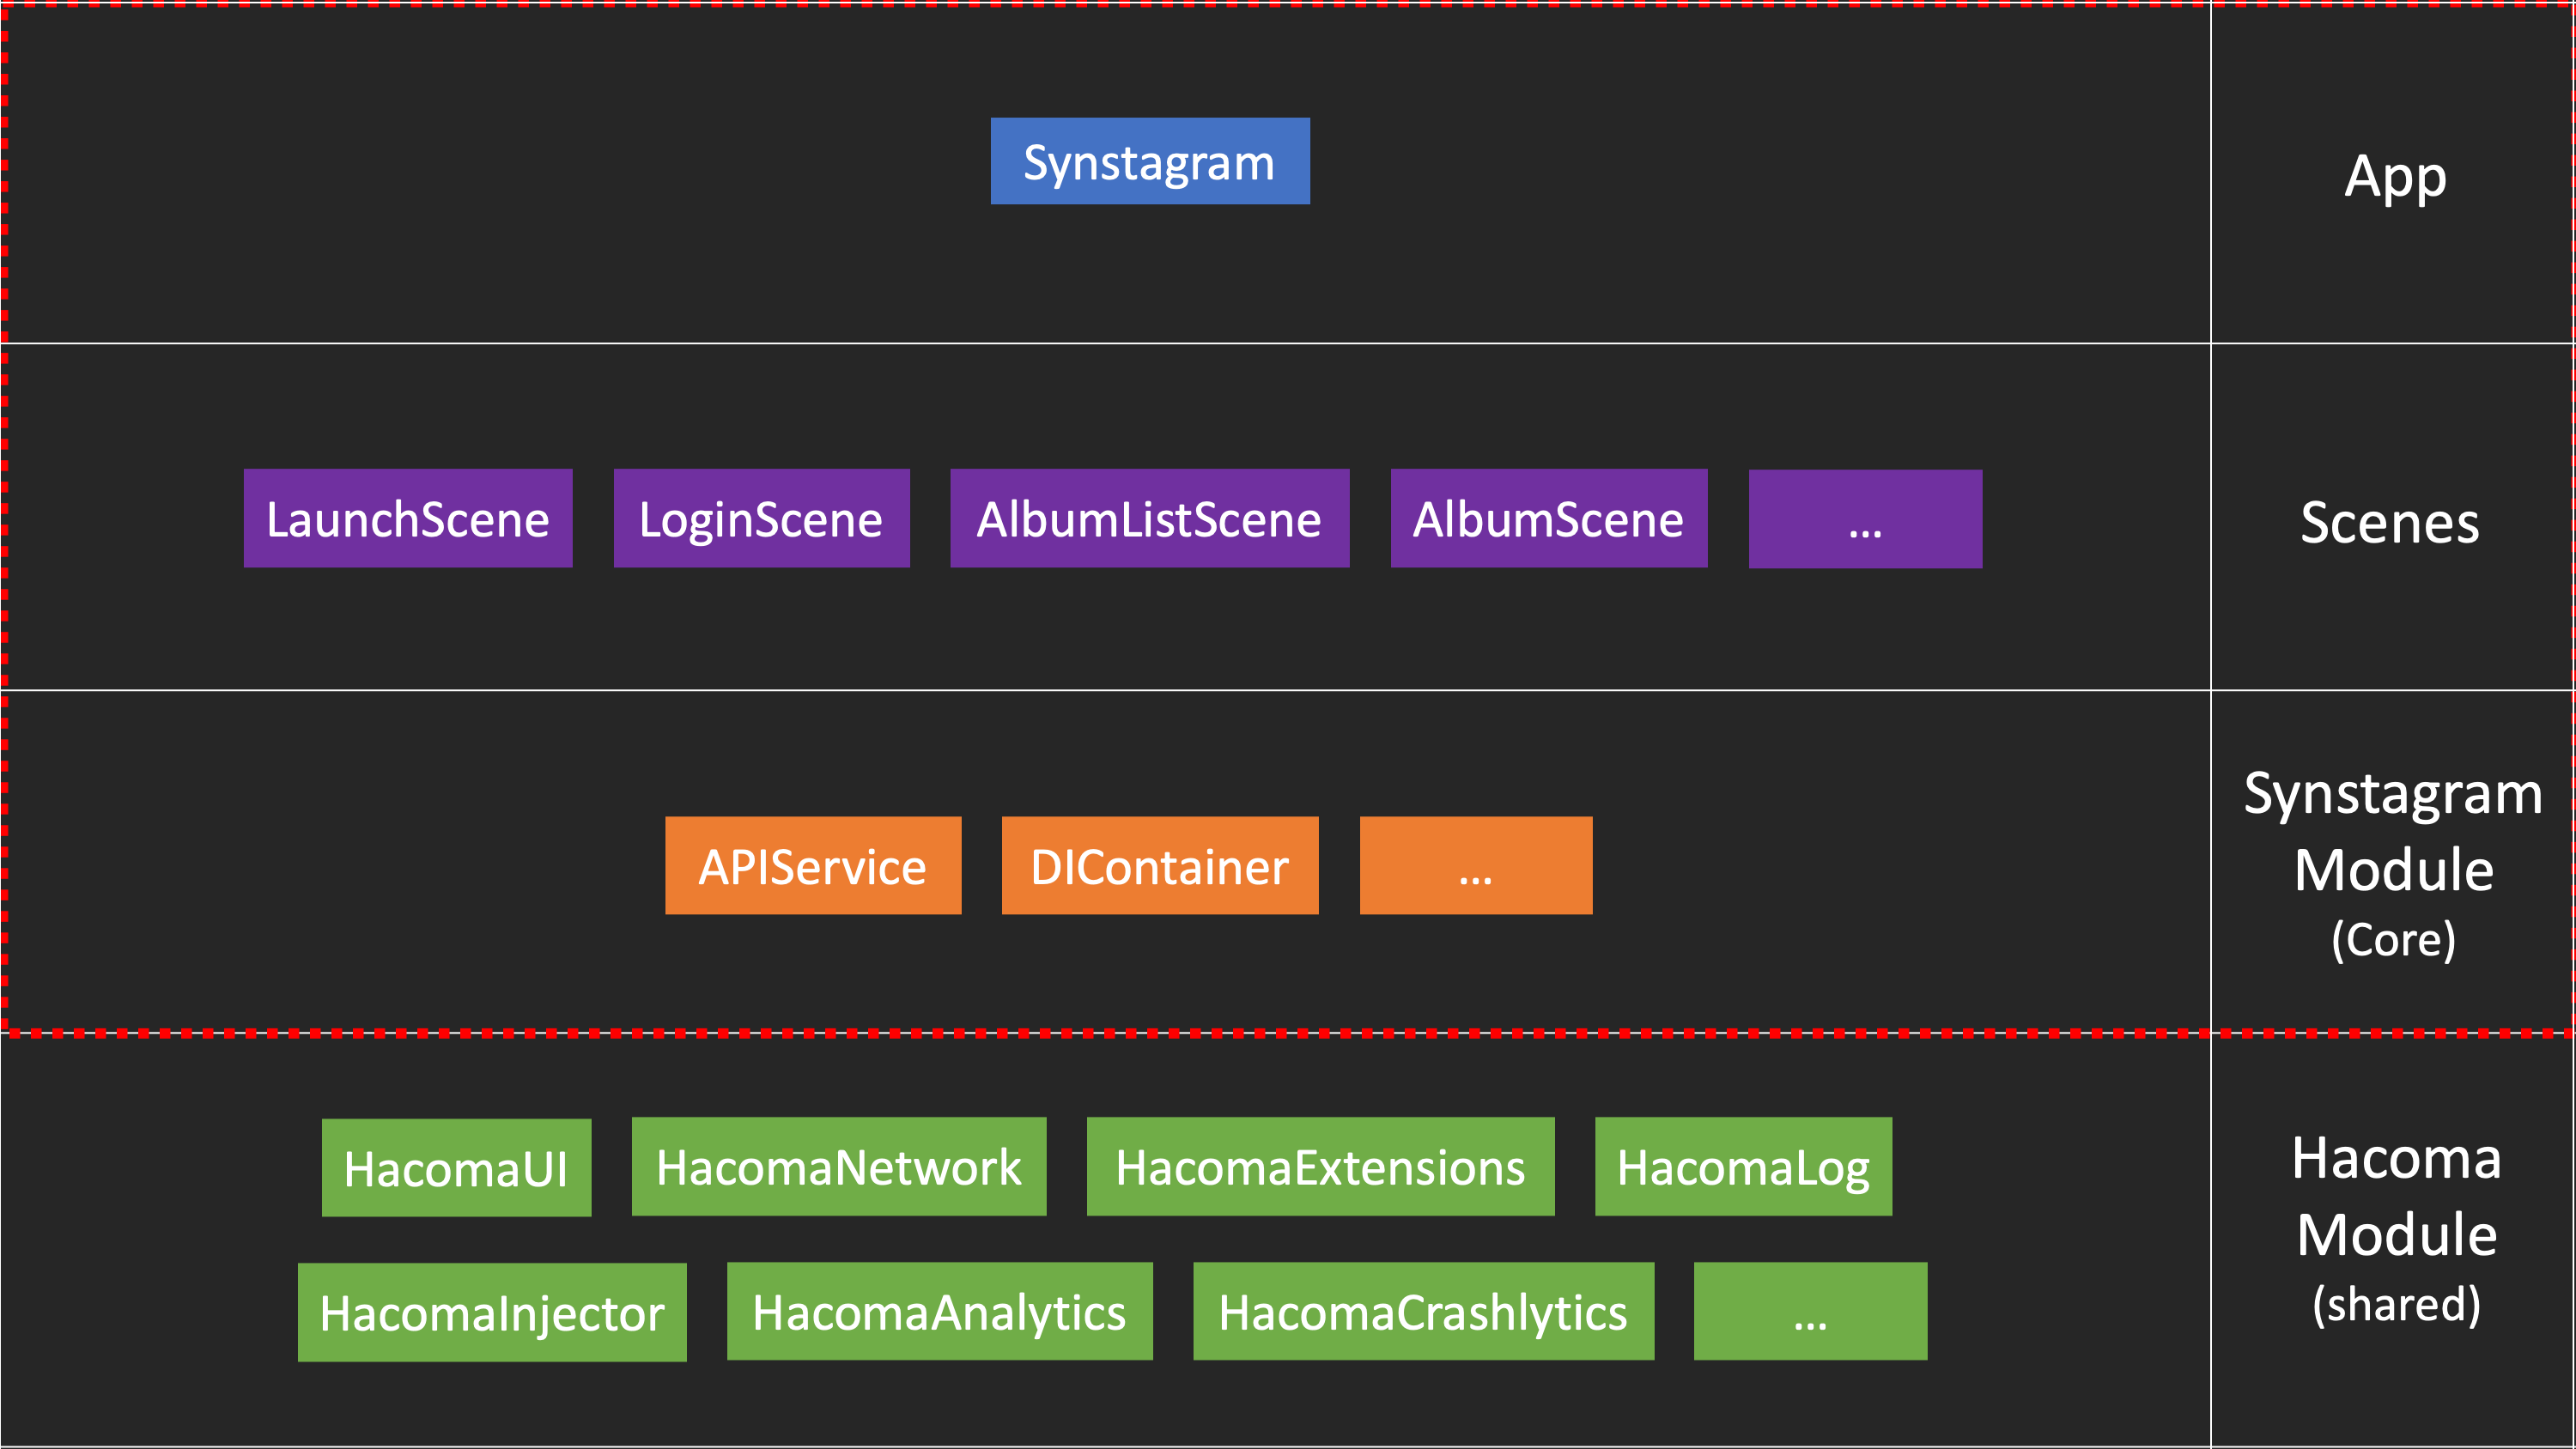 Synstagram
App
LaunchScene
LoginScene
AlbumListScene
AlbumScene
...
Scenes
APIService
DIContainer
...
Synstagram
Module
(Core)
HacomaUI
HacomaNetwork
HacomaExtensions
HacomaLog
HacomaInjector
HacomaAnalytics
HacomaCrashlytics
...
Hacoma
Module
(shared)